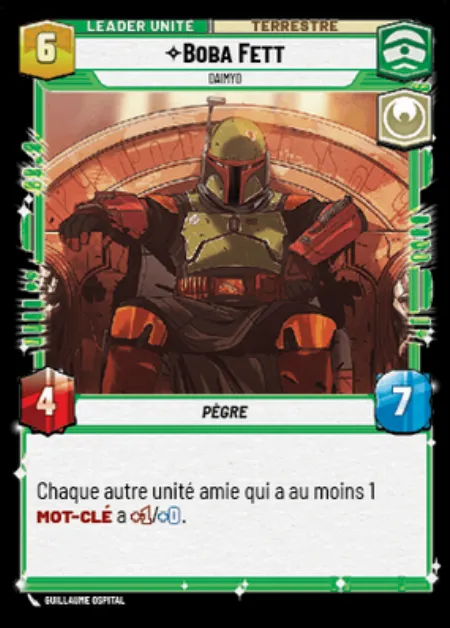 LEADER UNITÉ
TERRESTRE
6
BOBA FETT
DAIMYO
4
PÈGRE
7
Chaque autre unité amie qui a au moins 1
MOT-CLÉ a +1/+0.
GUILLAUME OSPITAL